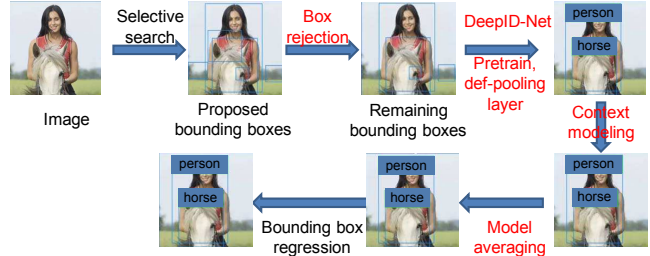 Selective
search
Box
rejection
DeepID-Net
Pretrain,
def-pooling
layer
person
horse
Image
Proposed
bounding boxes
Remaining
bounding boxes
Context
modeling
person
horse
Model
averaging
person
horse
Bounding box
regression
person
horse